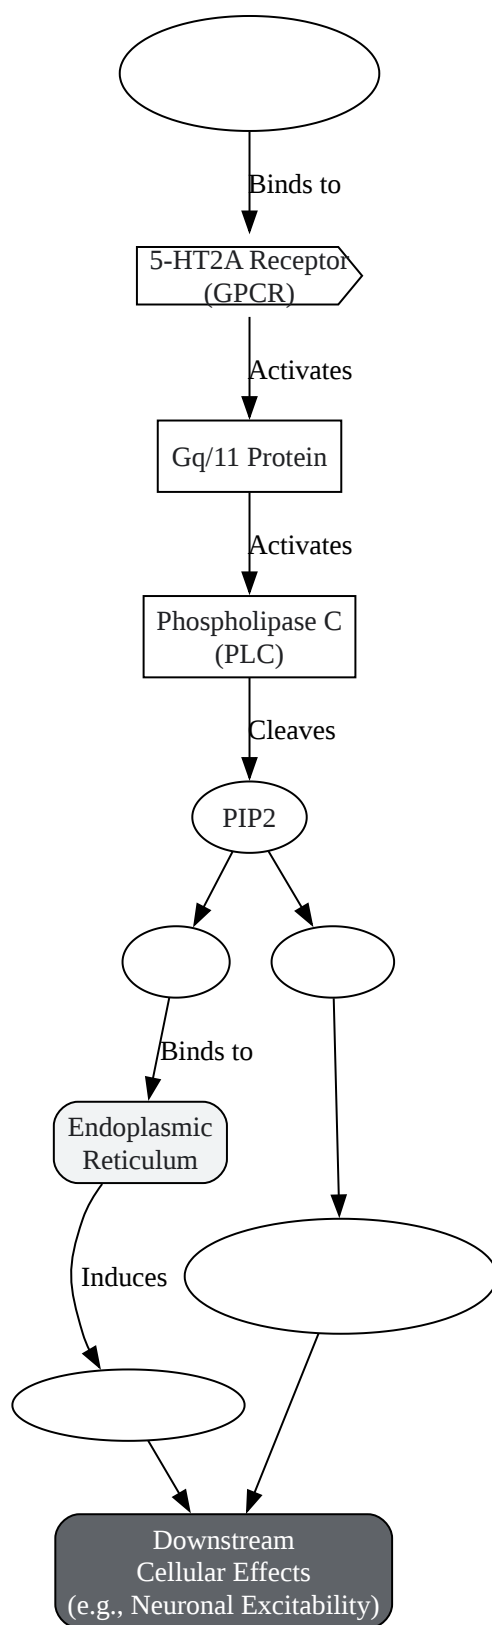 Binds to
5-HT2A Receptor
(GPCR)
Activates
Gq/11 Protein
Activates
Phospholipase C
(PLC)
Cleaves
PIP2
Binds to
Endoplasmic
Reticulum
Induces
Downstream
Cellular Effects
(e.g., Neuronal Excitability)